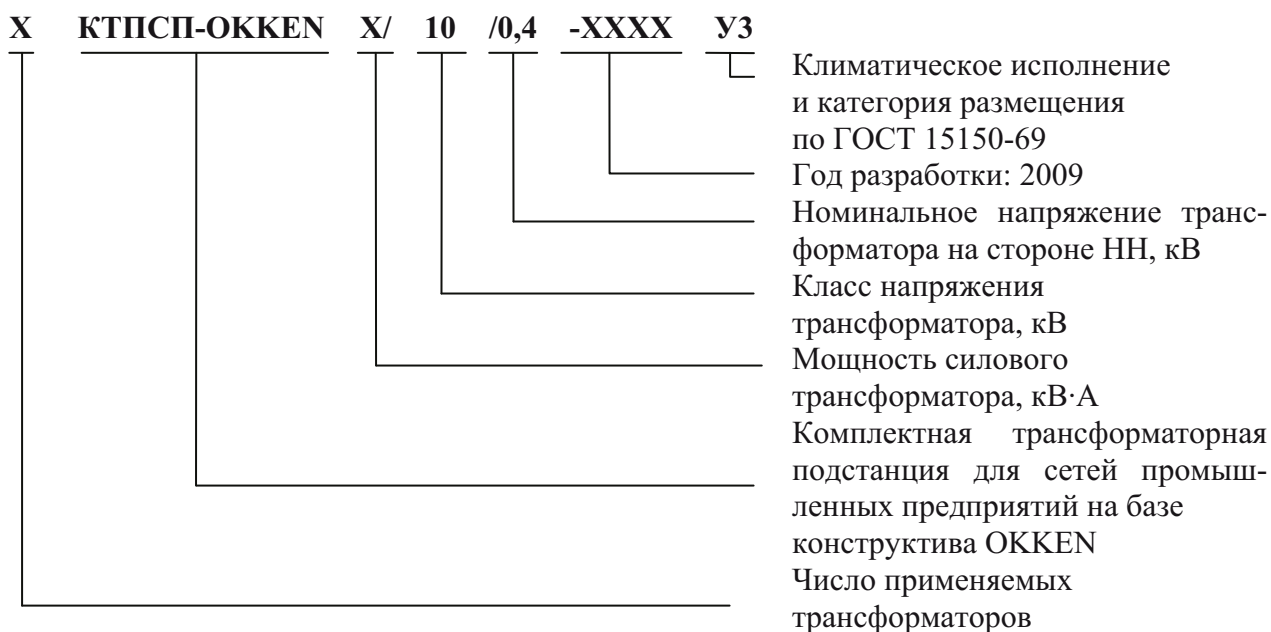 Х КТПСП-OKKEN Х/ 10 /0,4 -ХХХХ У3
Климатическое исполнение
и категория размещения
по ГОСТ 15150-69
Год разработки: 2009
Номинальное напряжение транс-
форматора на стороне НН, кВ
Класс напряжения
трансформатора, кВ
Мощность силового
трансформатора, кВ·А
Комплектная трансформаторная
подстанция для сетей промыш-
ленных предприятий на базе
конструктива OKKEN
Число применяемых
трансформаторов